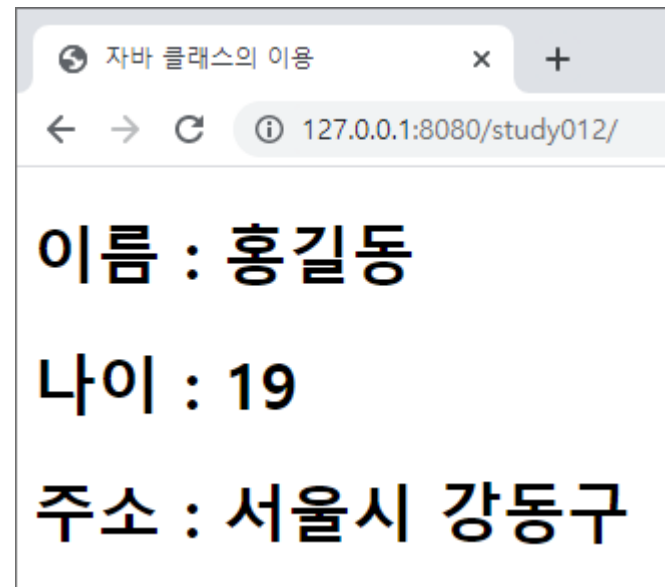 자바 클래스의 이용
127.0.0.1:8080/study012/
이름 : 홍길동
나이 : 19
주소 : 서울시 강동구